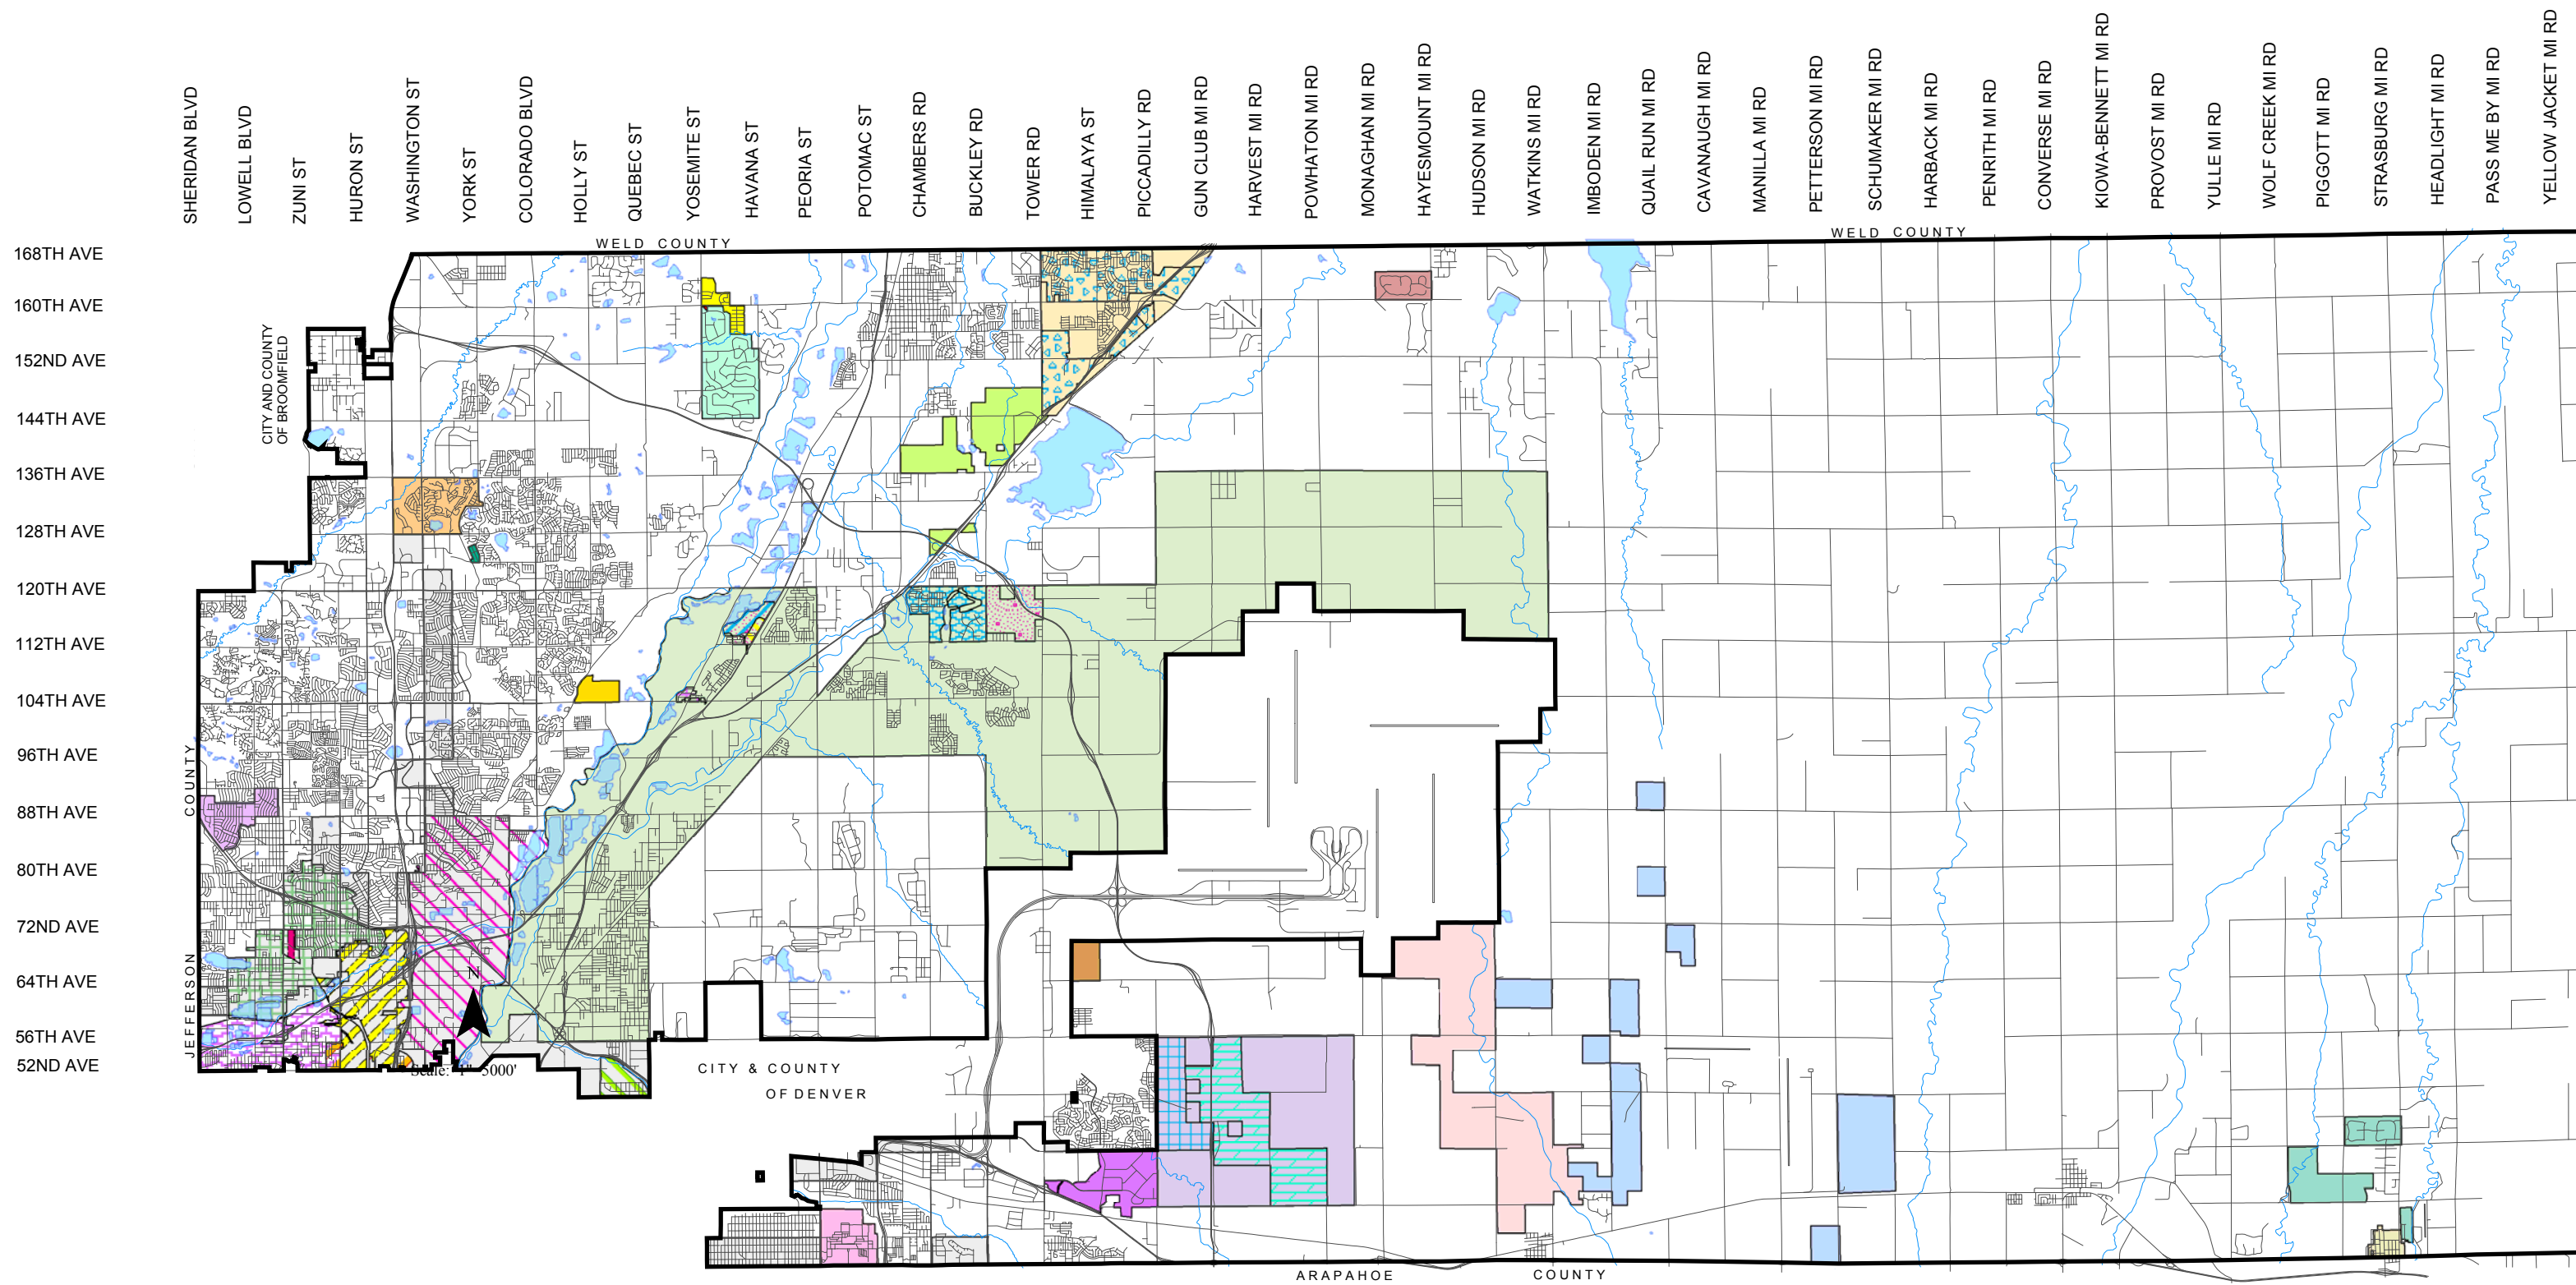 SHERIDAN BLVD
LOWELL BLVD
ZUNI ST
HURON ST
WASHINGTON ST
YORK ST
COLORADO BLVD
HOLLY ST
QUEBEC ST
YOSEMITE ST
HAVANA ST
PEORIA ST
POTOMAC ST
CHAMBERS RD
BUCKLEY RD
TOWER RD
HIMALAYA ST
PICCADILLY RD
GUN CLUB MI RD
HARVEST MI RD
POWHATON MI RD
MONAGHAN MI RD
HAYESMOUNT MI RD
HUDSON MI RD
WATKINS MI RD
IMBODEN MI RD
QUAIL RUN MI RD
CAVANAUGH MI RD
MANILLA MI RD
PETTERSON MI RD
SCHUMAKER MI RD
HARBACK MI RD
PENRITH MI RD
CONVERSE MI RD
KIOWA-BENNETT MI RD
PROVOST MI RD
YULLE MI RD
WOLF CREEK MI RD
PIGGOTT MI RD
STRASBURG MI RD
HEADLIGHT MI RD
PASS ME BY MI RD
YELLOW JACKET MI RD
WELD COUNTY
WELD COUNTY
168TH AVE
160TH AVE
152ND AVE
144TH AVE
136TH AVE
128TH AVE
120TH AVE
112TH AVE
104TH AVE
96TH AVE
88TH AVE
80TH AVE
72ND AVE
64TH AVE
56TH AVE
52ND AVE
CITY AND COUNTY
OF BROOMFIELD
JEFFERSON COUNTY
N
Scale: 1" 5000'
CITY & COUNTY
OF DENVER
ARAPAHOE COUNTY